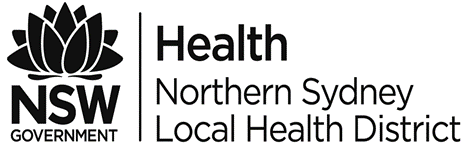 NSW
GOVERNMENT
Health
Northern Sydney
Local Health District